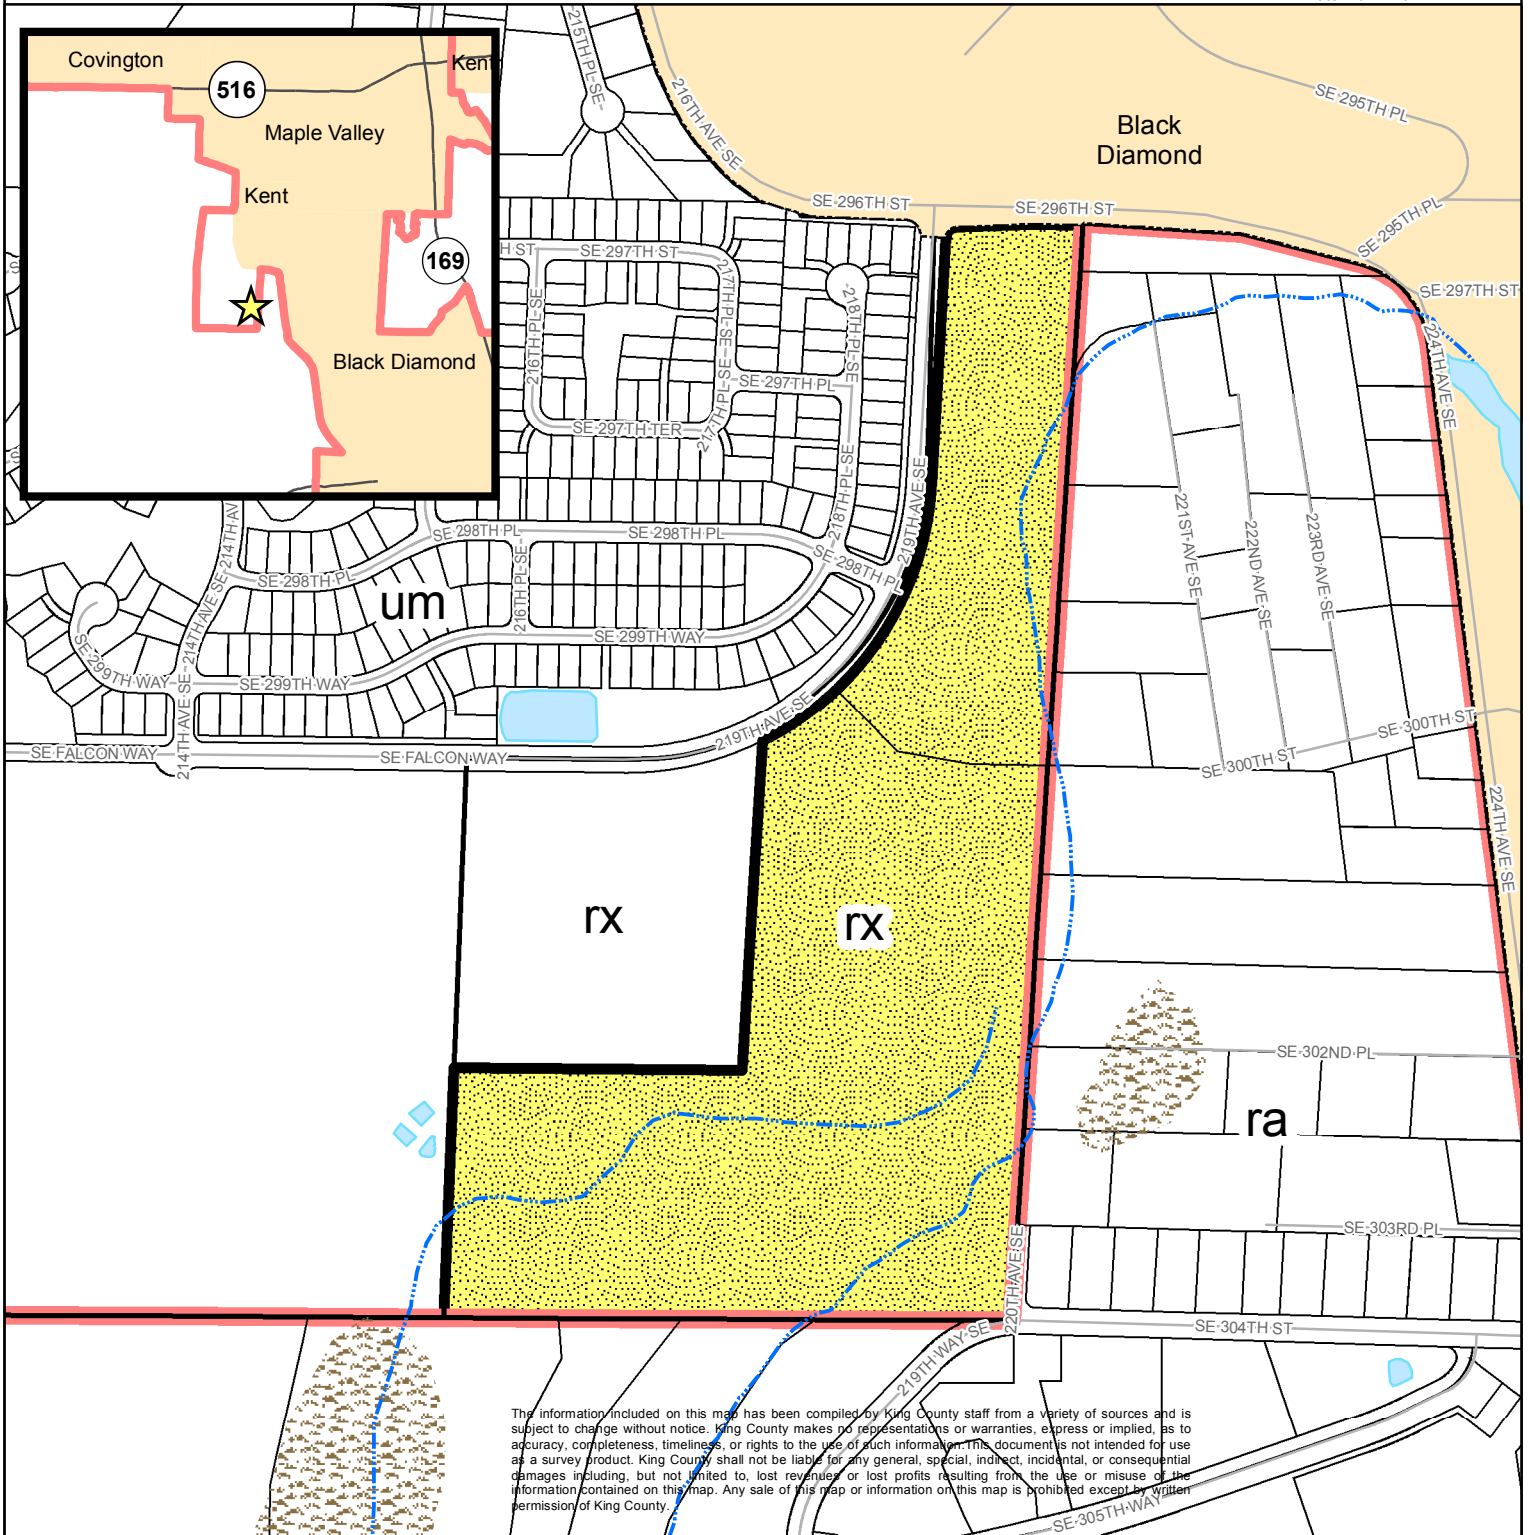 Covington
Kent
516
Maple Valley
Kent
169
Black Diamond
215TH PL SE
216TH AVE SE
SE 295TH PL
Black
Diamond
SE 296TH ST
SE 296TH ST
SE 295TH PL
H ST
SE 297TH ST
217TH PL SE
218TH PL SE
SE 297TH ST
216TH PL SE
224TH AVE SE
SE 297TH PL
SE 297TH TER
217TH PL SE
218TH PL SE
219TH AVE SE
214TH AV
SE 298TH PL
SE 298TH PL
SE 298TH PL
221ST AVE SE
222ND AVE SE
223RD AVE SE
SE 298TH PL
214TH AVE SE
um
216TH PL SE
SE 299TH WAY
SE 299TH WAY
SE 299TH WAY
214TH AVE SE
219TH AVE SE
SE 300TH ST
SE FALCON WAY
SE FALCON WAY
SE 300TH ST
224TH AVE SE
rx
rx
SE 302ND PL
ra
SE 303RD PL
220TH AVE SE
SE 304TH ST
219TH WAY SE
The information included on this map has been compiled by King County staff from a variety of sources and is
subject to change without notice. King County makes no representations or warranties, express or implied, as to
accuracy, completeness, timeliness, or rights to the use of such information. This document is not intended for use
as a survey product. King County shall not be liable for any general, special, indirect, incidental, or consequential
damages including, but not limited to, lost revenues or lost profits resulting from the use or misuse of the
information contained on this map. Any sale of this map or information on this map is prohibited except by written
permission of King County.
SE 305TH WAY